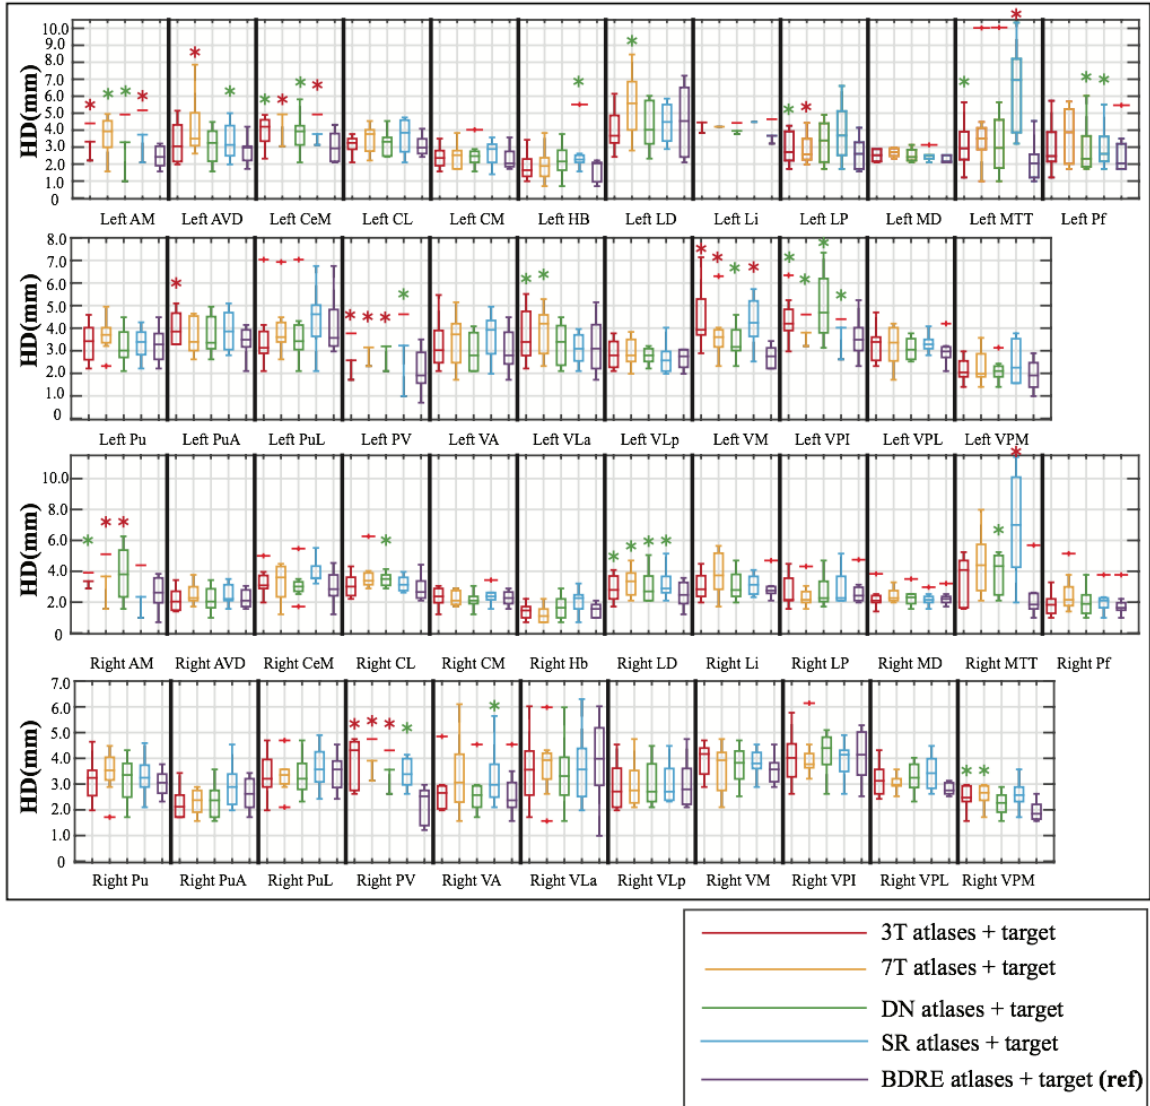 10.0
9.0
8.0
7.0
6.0
5.0
4.0
3.0
2.0
1.0
0
HD(mm)
Left AM Left AVD Left CeM Left CL Left CM Left HB Left LD Left Li Left LP Left MD Left MTT Left Pf
8.0
7.0
6.0
5.0
4.0
3.0
2.0
1.0
0
HD(mm)
Left Pu Left PuA Left PuL Left PV Left VA Left VLa Left VLp Left VM Left VPI Left VPL Left VPM
10.0
8.0
6.0
4.0
2.0
0
HD(mm)
Right AM Right AVD Right CeM Right CL Right CM Right Hb Right LD Right Li Right LP Right MD Right MTT Right Pf
7.0
6.0
5.0
4.0
3.0
2.0
1.0
0
HD(mm)
Right Pu Right PuA Right PuL Right PV Right VA Right VLa Right VLp Right VM Right VPI Right VPL Right VPM
3T atlases + target
7T atlases + target
DN atlases + target
SR atlases + target
BDRE atlases + target (ref)